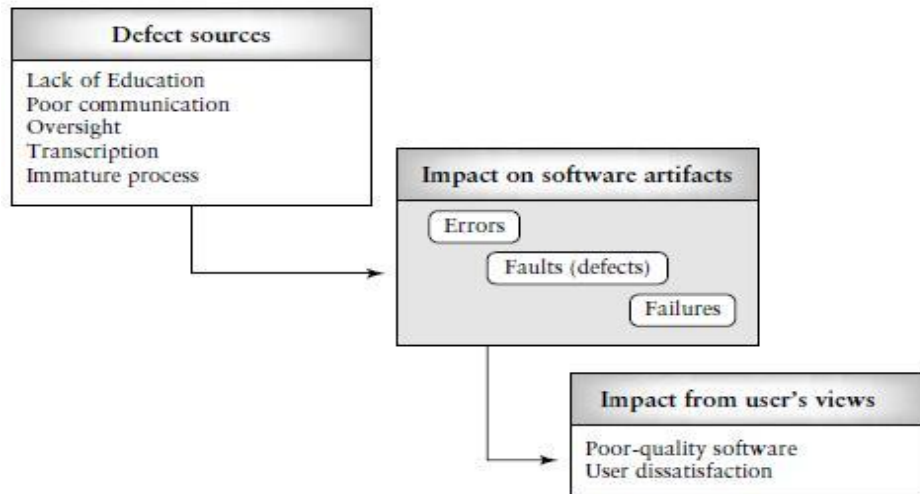 Defect sources
Lack of Education
Poor communication
Oversight
Transcription
Immature process
Impact on software artifacts
Errors
Faults (defects)
Failures
Impact from user's views
Poor-quality software
User dissatisfaction